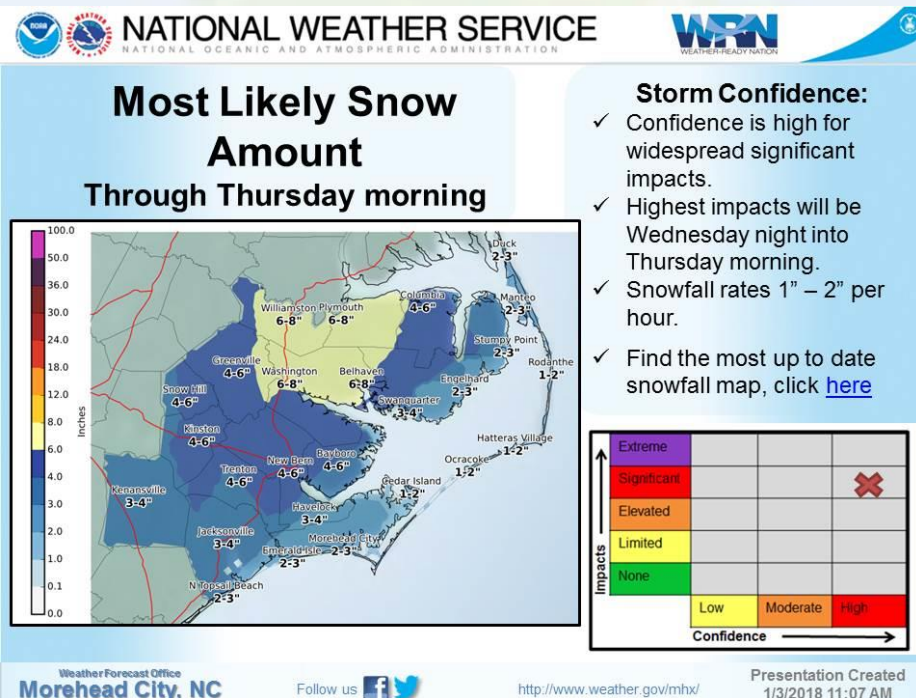 NATIONAL WEATHER SERVICE
NATIONAL OCEANIC AND ATMOSPHERIC ADMINISTRATION
WRN
WEATHER-READY NATION
Most Likely Snow
Amount
Through Thursday morning
Storm Confidence:
✓ Confidence is high for
widespread significant
impacts.
✓ Highest impacts will be
Wednesday night into
Thursday morning.
✓ Snowfall rates 1” – 2” per
hour.
✓ Find the most up to date
snowfall map, click here
100.0
50.0
36.0
30.0
24.0
18.0
12.0
8.0
6.0
4.0
3.0
2.0
1.0
0.1
0.0
Inches
Duck
2-3"
Columbia
4-6"
Manteo
2-3"
Williamston
6-8"
Plymouth
6-8"
Stumpy Point
2-3"
Rodanthe
1-2"
Greenville
4-6"
Washington
6-8"
Belhaven
6-8"
Engelhard
2-3"
Snow Hill
4-6"
Swanquarter
3-4"
Kinston
4-6"
Hatteras Village
1-2"
New Bern
4-6"
Bayboro
4-6"
Ocracoke
1-2"
Trenton
4-6"
Cedar Island
1-2"
Kenansville
3-4"
Havelock
3-4"
Jacksonville
3-4"
Morehead City
2-3"
Emerald Isle
2-3"
N Topsail Beach
2-3"
Impacts
Extreme
Significant
Elevated
Limited
None
Low Moderate High
Confidence
Weather Forecast Office
Morehead City, NC
Follow us
http://www.weather.gov/mhx/
Presentation Created
1/3/2018 11:07 AM